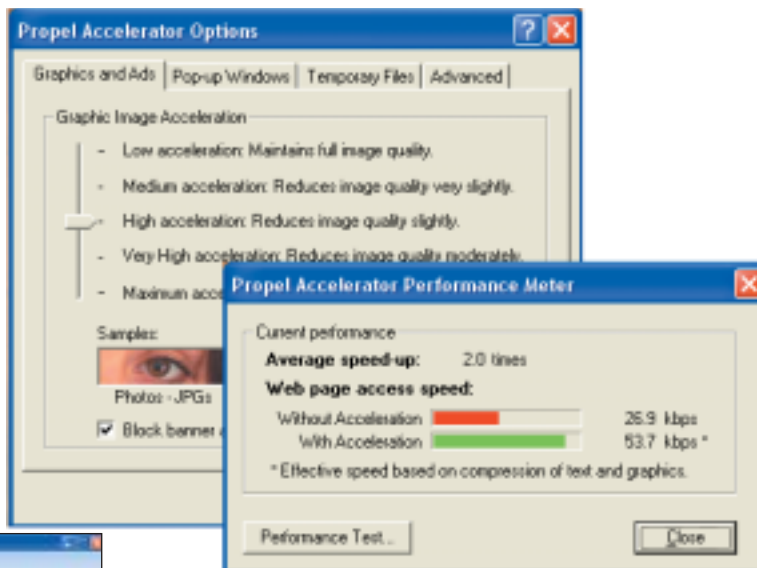 Propel Accelerator Options
Graphics and Ads Pop-up Windows Temporary Files Advanced
Graphic Image Acceleration
- Low acceleration: Maintains full image quality.
- Medium acceleration: Reduces image quality very slightly.
- High acceleration: Reduces image quality slightly.
- Very High acceleration: Reduces image quality moderately.
- Maximum acce
Samples:
Photos - JPGs
Block banner a
Propel Accelerator Performance Meter
Current performance
Average speed-up: 2.0 times
Web page access speed:
Without Acceleration 26.9 kbps
With Acceleration 53.7 kbps *
* Effective speed based on compression of text and graphics.
Performance Test... Close